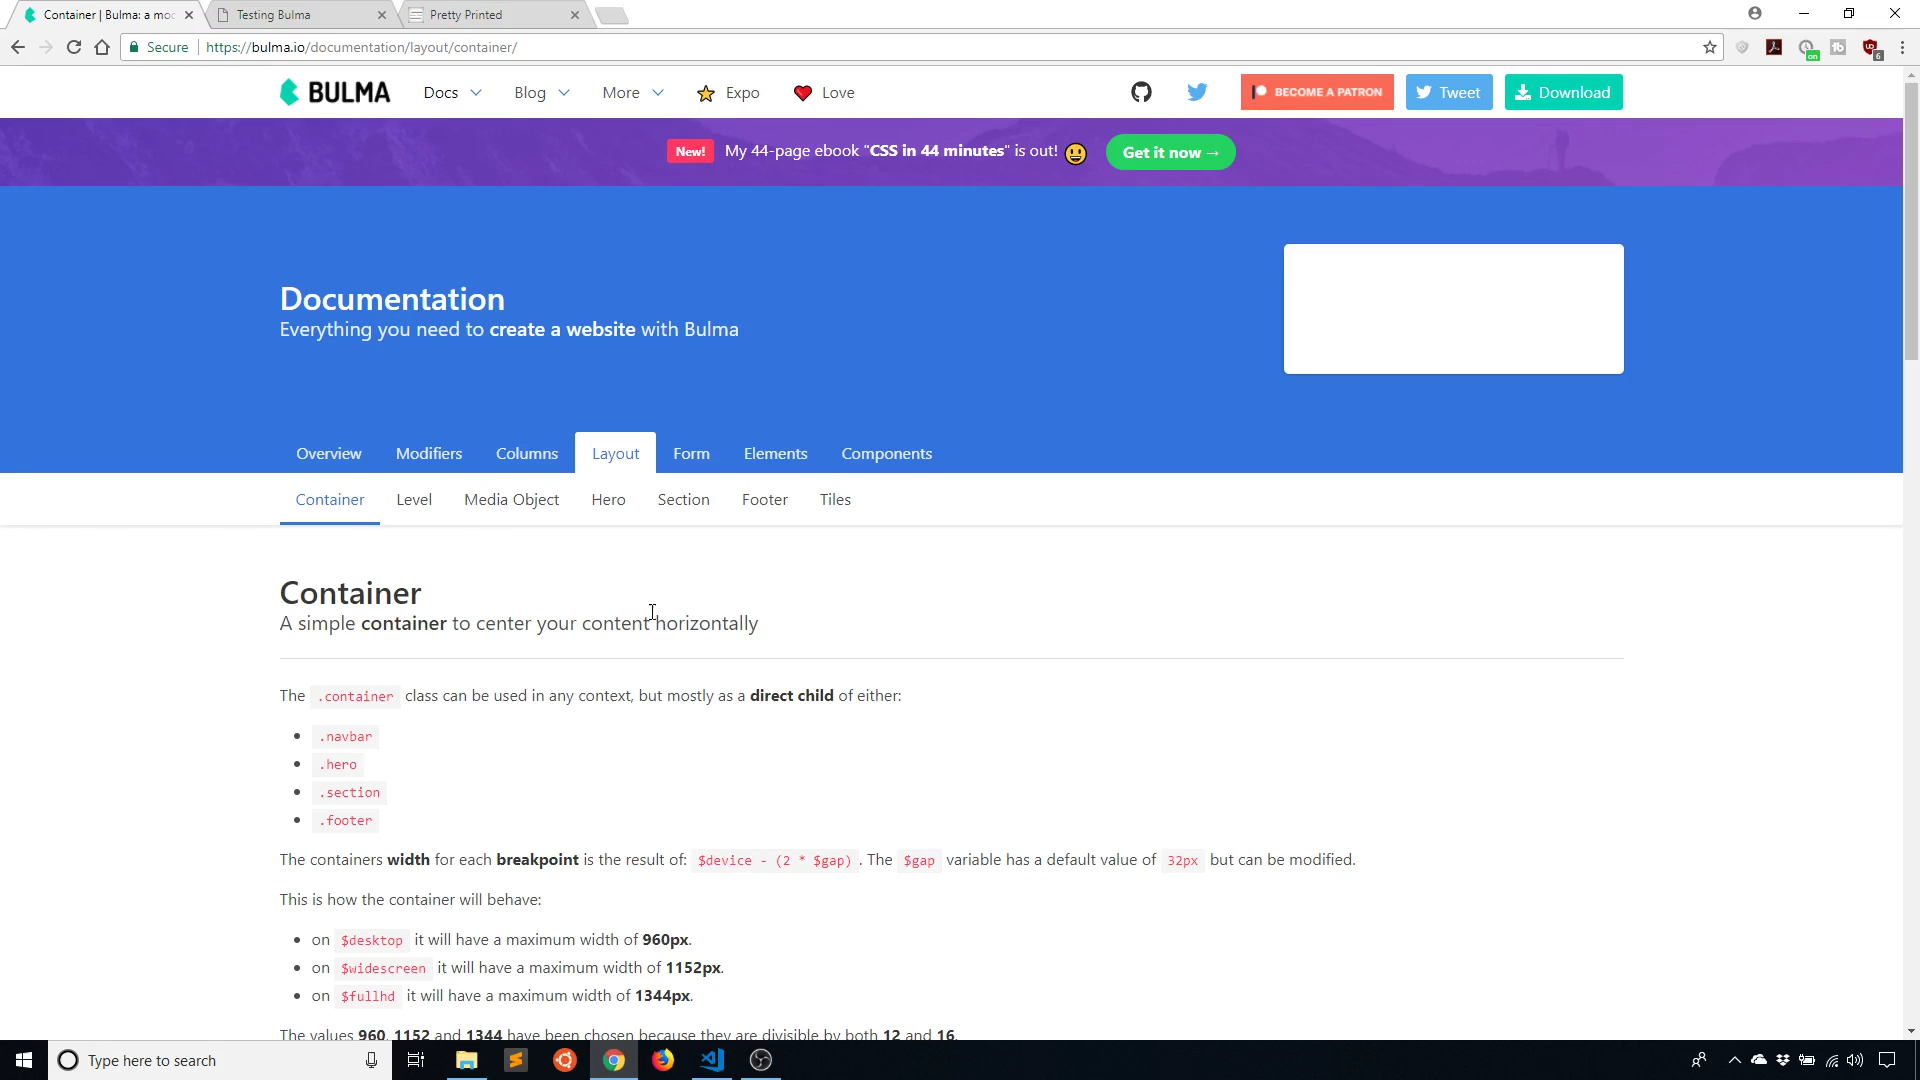 Container | Bulma: a moc
Testing Bulma
Pretty Printed
Secure
https://bulma.io/documentation/layout/container/
on
6
BULMA
Docs
Blog
More
Expo
Love
BECOME A PATRON
Tweet
Download
New! My 44-page ebook "CSS in 44 minutes" is out!
Get it now →
Documentation
Everything you need to create a website with Bulma
Overview
Modifiers
Columns
Layout
Form
Elements
Components
Container
Level
Media Object
Hero
Section
Footer
Tiles
Container
A simple container to center your content horizontally
The .container class can be used in any context, but mostly as a direct child of either:
.navbar
.hero
.section
.footer
The containers width for each breakpoint is the result of: $device - (2 * $gap) . The $gap variable has a default value of 32px but can be modified.
This is how the container will behave:
on $desktop it will have a maximum width of 960px.
on $widescreen it will have a maximum width of 1152px.
on $fullhd it will have a maximum width of 1344px.
The values 960, 1152 and 1344 have been chosen because they are divisible by both 12 and 16.
Type here to search